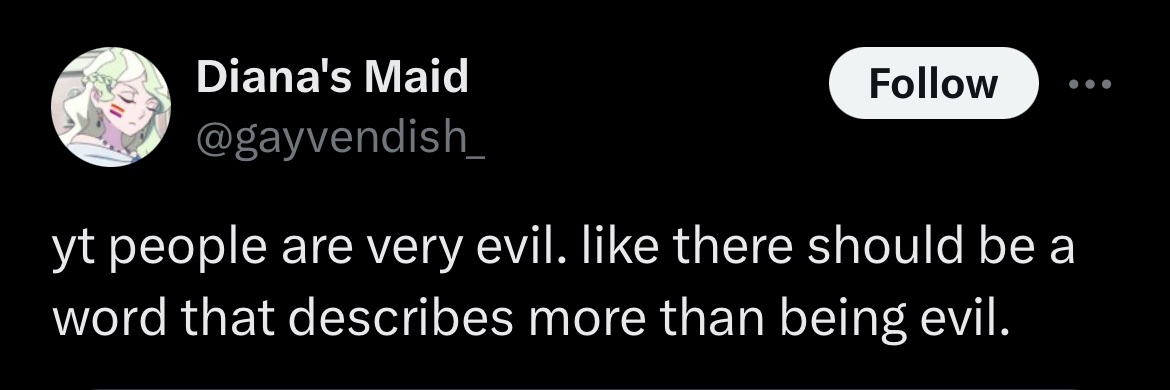 Diana's Maid
@gayvendish_
Follow
yt people are very evil. like there should be a
word that describes more than being evil.